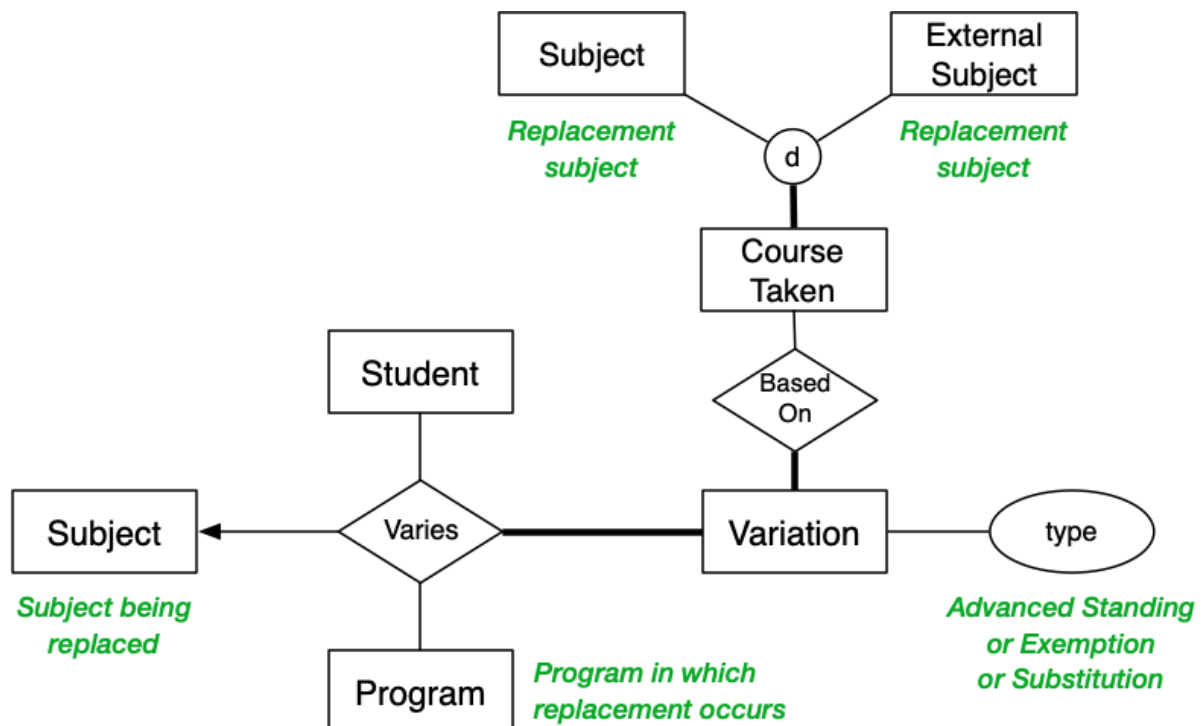 Subject
External
Subject
Replacement
subject
d
Replacement
subject
Course
Taken
Student
Based
On
Subject
Varies
Variation
type
Subject being
replaced
Program
Program in which
replacement occurs
Advanced Standing
or Exemption
or Substitution